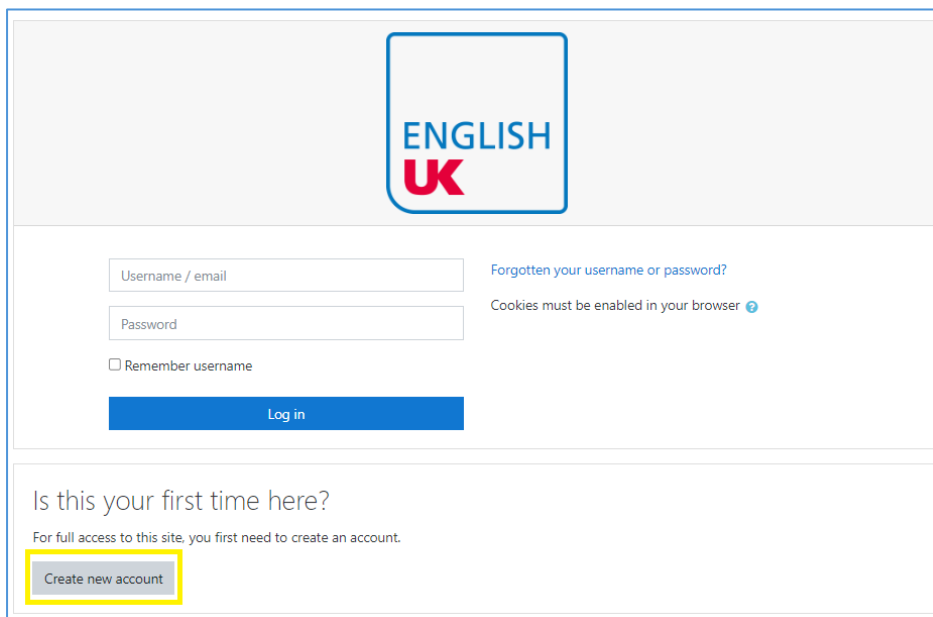 ENGLISH
UK
Username / email
Forgotten your username or password?
Cookies must be enabled in your browser ?
Password
Remember username
Log in
Is this your first time here?
For full access to this site, you first need to create an account.
Create new account